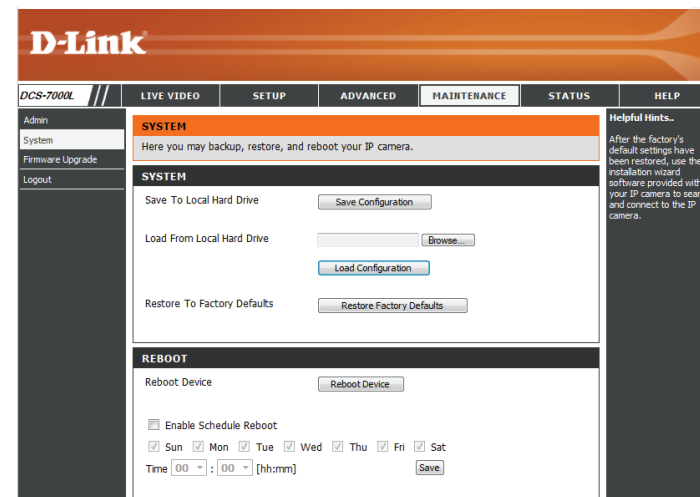 D-Link
DCS-7000L
LIVE VIDEO SETUP ADVANCED MAINTENANCE STATUS HELP
Admin
System
Firmware Upgrade
Logout
SYSTEM
Here you may backup, restore, and reboot your IP camera.
SYSTEM
Save To Local Hard Drive Save Configuration
Load From Local Hard Drive Browse...
Load Configuration
Restore To Factory Defaults Restore Factory Defaults
REBOOT
Reboot Device Reboot Device
Enable Schedule Reboot
Sun Mon Tue Wed Thu Fri Sat
Time 00 : 00 [hh:mm] Save
Helpful Hints..
After the factory's
default settings have
been restored, use the
installation wizard
software provided with
your IP camera to sear
and connect to the IP
camera.